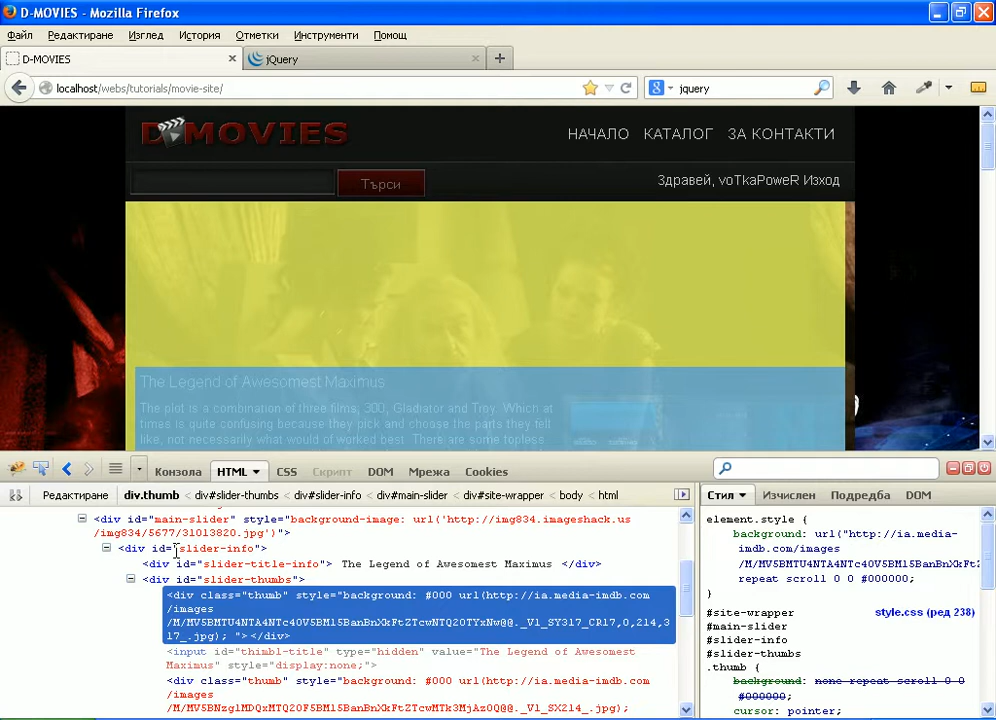 D-MOVIES - Mozilla Firefox
Файл Редактиране Изглед История Отметки Инструменти Помощ
D-MOVIES jQuery
localhost/webs/tutorials/movie-site/ jquery
D-MOVIES НАЧАЛО КАТАЛОГ ЗА КОНТАКТИ
Търси Здравей, voTkaPoweR Изход
The Legend of Awesomest Maximus
The plot is a combination of three films, 300, Gladiator and Troy. Which at
times is quite confusing because they pick and choose the parts they tell
like, not necessarily what would of worked best. There are some topless
Конзола HTML CSS Скрипт DOM Мрежа Cookies
Редактиране div.thumb < div#slider-thumbs < div#slider-info < div#main-slider < div#site-wrapper < body < html
Стил Изчислен Подредба DOM
<div id="main-slider" style="background-image: url('http://img834.imageshack.us
/img834/5677/31013820.jpg')">
<div id="slider-info">
<div id="slider-title-info"> The Legend of Awesomest Maximus </div>
<div id="slider-thumbs">
<div class="thumb" style="background: #000 url(http://ia.media-imdb.com
/images
/M/MV5BMTU4NTA4NTc4OV5BMl5BanBnXkFtZTcwNTQ2OTYxNw@@._V1_SY317_CR17,0,214,3
17_.jpg); "></div>
<input id="thimbl-title" type="hidden" value="The Legend of Awesomest
Maximus" style="display:none;">
<div class="thumb" style="background: #000 url(http://ia.media-imdb.com
/images
/M/MV5BNzg1MDQxMTQ2OF5BMl5BanBnXkFtZTcwMTk3MjAzOQ@@._V1_SX214_.jpg);
element.style {
background: url("http://ia.media-
imdb.com/images
/M/MV5BMTU4NTA4NTc4OV5BMl5BanBnXkFtZ
repeat scroll 0 0 #000000;
}
#site-wrapper style.css (ред 238)
#main-slider
#slider-info
#slider-thumbs
.thumb {
background: none repeat scroll 0 0
#000000;
cursor: pointer;